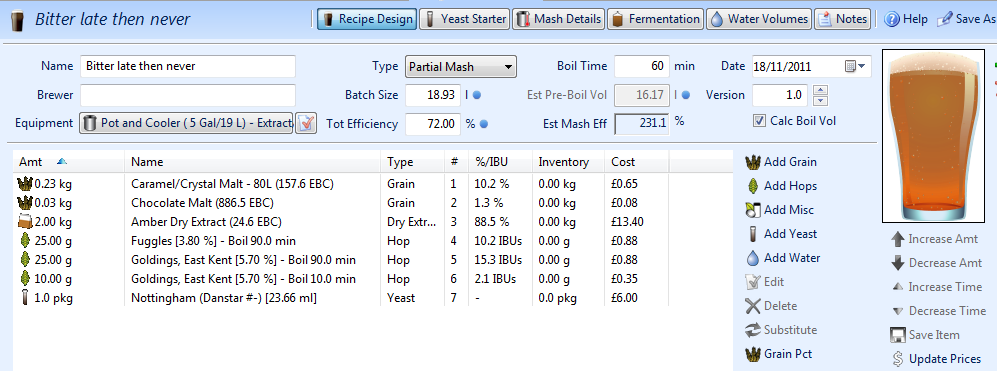 Bitter late then never
Recipe Design Yeast Starter Mash Details Fermentation Water Volumes Notes Help Save As
Name Bitter late then never Type Partial Mash Boil Time 60 min Date 18/11/2011
Brewer Batch Size 18.93 l Est Pre-Boil Vol 16.17 l Version 1.0
Equipment Pot and Cooler ( 5 Gal/19 L) - Extract Tot Efficiency 72.00 % Est Mash Eff 231.1 % Calc Boil Vol
Amt Name Type # %/IBU Inventory Cost
0.23 kg Caramel/Crystal Malt - 80L (157.6 EBC) Grain 1 10.2 % 0.00 kg £0.65
0.03 kg Chocolate Malt (886.5 EBC) Grain 2 1.3 % 0.00 kg £0.08
2.00 kg Amber Dry Extract (24.6 EBC) Dry Extr... 3 88.5 % 0.00 kg £13.40
25.00 g Fuggles [3.80 %] - Boil 90.0 min Hop 4 10.2 IBUs 0.00 g £0.88
25.00 g Goldings, East Kent [5.70 %] - Boil 90.0 min Hop 5 15.3 IBUs 0.00 g £0.88
10.00 g Goldings, East Kent [5.70 %] - Boil 10.0 min Hop 6 2.1 IBUs 0.00 g £0.35
1.0 pkg Nottingham (Danstar #-) [23.66 ml] Yeast 7 - 0.0 pkg £6.00
Add Grain
Add Hops
Add Misc
Add Yeast
Add Water
Edit
Delete
Substitute
Grain Pct
Increase Amt
Decrease Amt
Increase Time
Decrease Time
Save Item
$ Update Prices